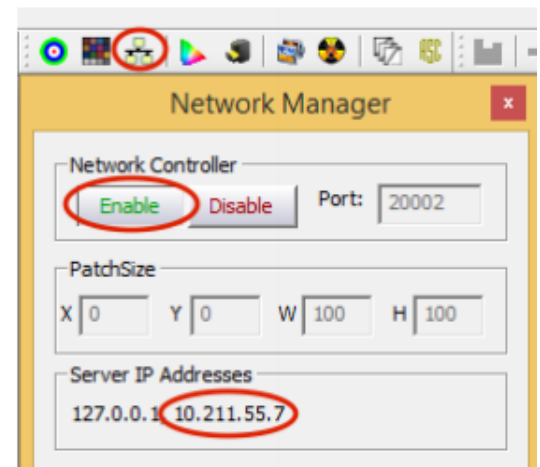 ASC
Network Manager
x
Network Controller
Enable Disable Port: 20002
PatchSize
X 0 Y 0 W 100 H 100
Server IP Addresses
127.0.0.1 10.211.55.7